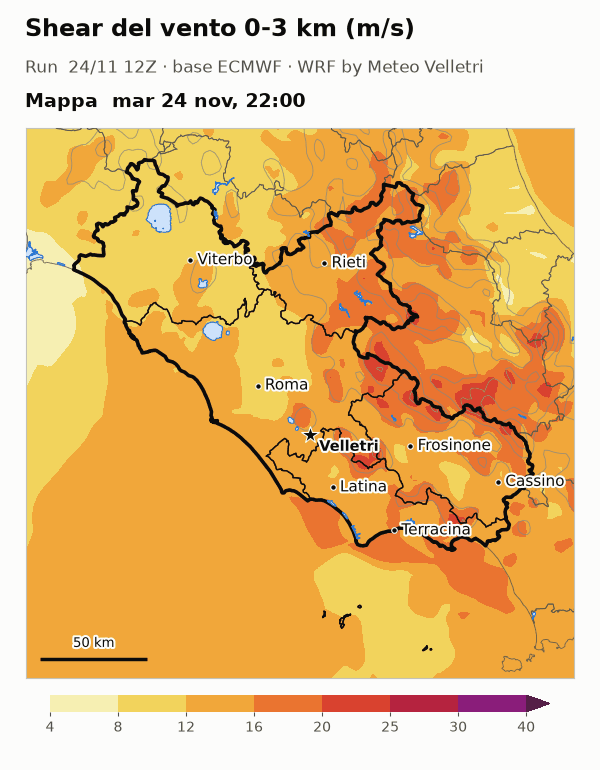 Shear del vento 0-3 km (m/s)
Run  24/11 12Z · base ECMWF · WRF by Meteo Velletri
Mappa  mar 24 nov, 22:00
Viterbo
Rieti
Roma
Velletri
Frosinone
Cassino
Latina
Terracina
50 km
4 8 12 16 20 25 30 40